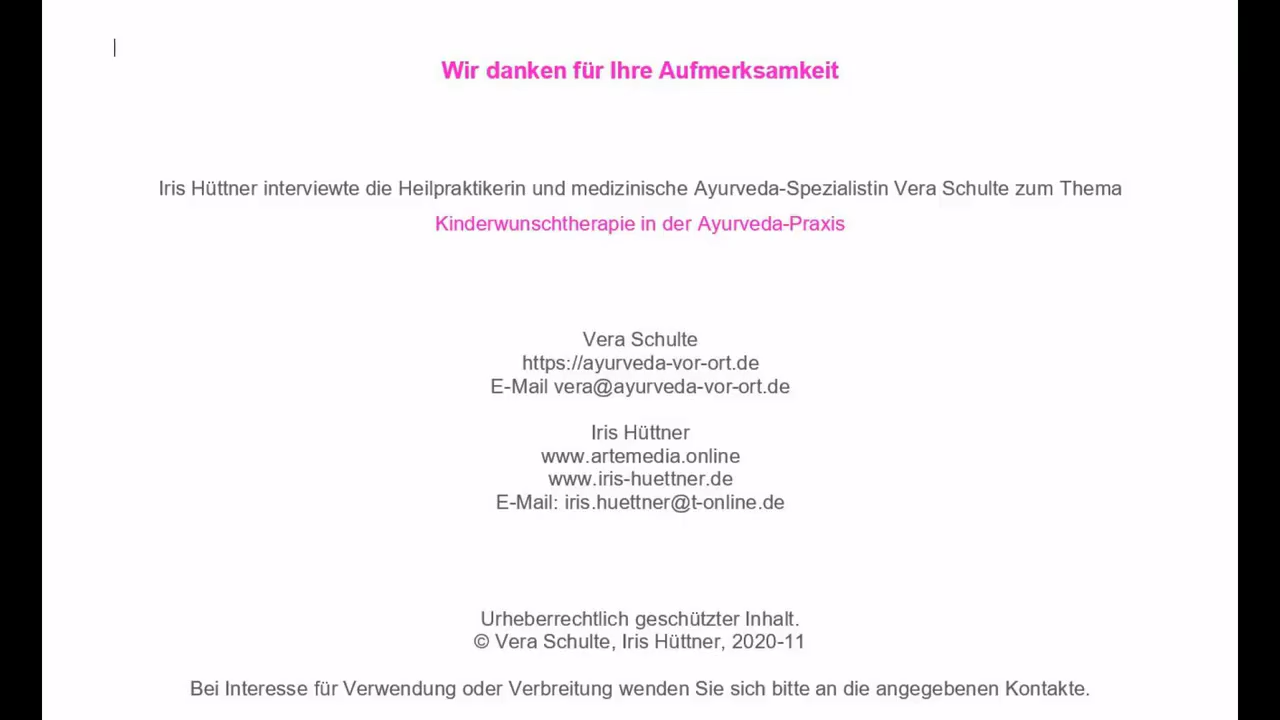 Wir danken für Ihre Aufmerksamkeit
Iris Hüttner interviewte die Heilpraktikerin und medizinische Ayurveda-Spezialistin Vera Schulte zum Thema
Kinderwunschtherapie in der Ayurveda-Praxis
Vera Schulte
https://ayurveda-vor-ort.de
E-Mail vera@ayurveda-vor-ort.de
Iris Hüttner
www.artemedia.online
www.iris-huettner.de
E-Mail: iris.huettner@t-online.de
Urheberrechtlich geschützter Inhalt.
© Vera Schulte, Iris Hüttner, 2020-11
Bei Interesse für Verwendung oder Verbreitung wenden Sie sich bitte an die angegebenen Kontakte.